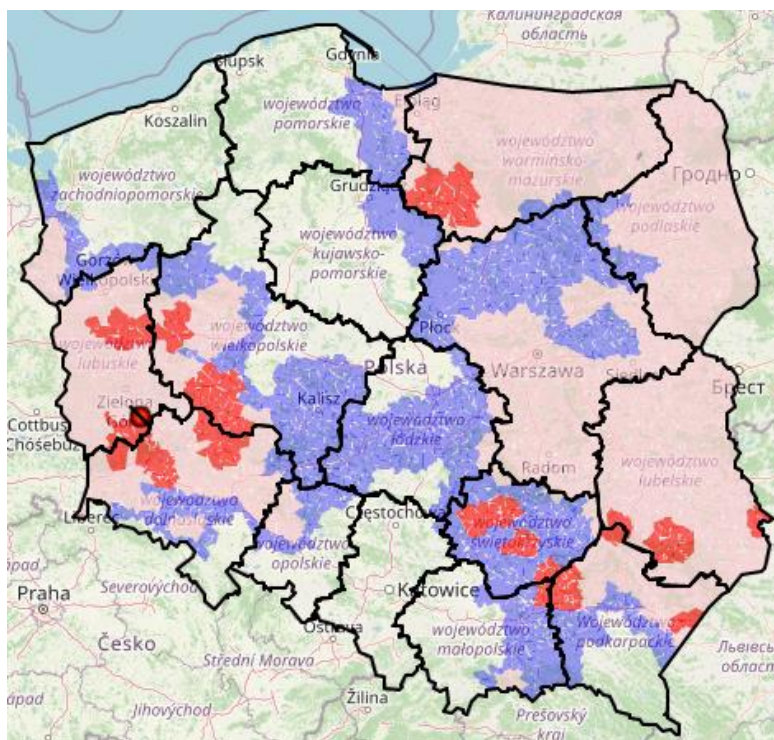 Калининградская
область
Słupsk
Gdynia
Elbląg
Koszalin
województwo
pomorskie
województwo
zachodniopomorskie
województwo
warmińsko-
mazurskie
Гродно
Grudziądz
województwo
podlaskie
województwo
kujawsko-
pomorskie
Gorzów
Wielkopolski
Płock
województwo
wielkopolskie
województwo
lubuskie
Polska
Warszawa
Siedlce
Брест
Zielona
Góra
Kalisz
województwo
łódzkie
Cottbus
Chóśebuz
Radom
województwo
lubelskie
Liberec
województwo
dolnośląskie
Częstochowa
województwo
świętokrzyskie
województwo
opolskie
Severovýchod
Katowice
Praha
województwo
małopolskie
Województwo
podkarpackie
Ostrava
Česko
Střední Morava
Žilina
Jihovýchod
Prešovský
kraj